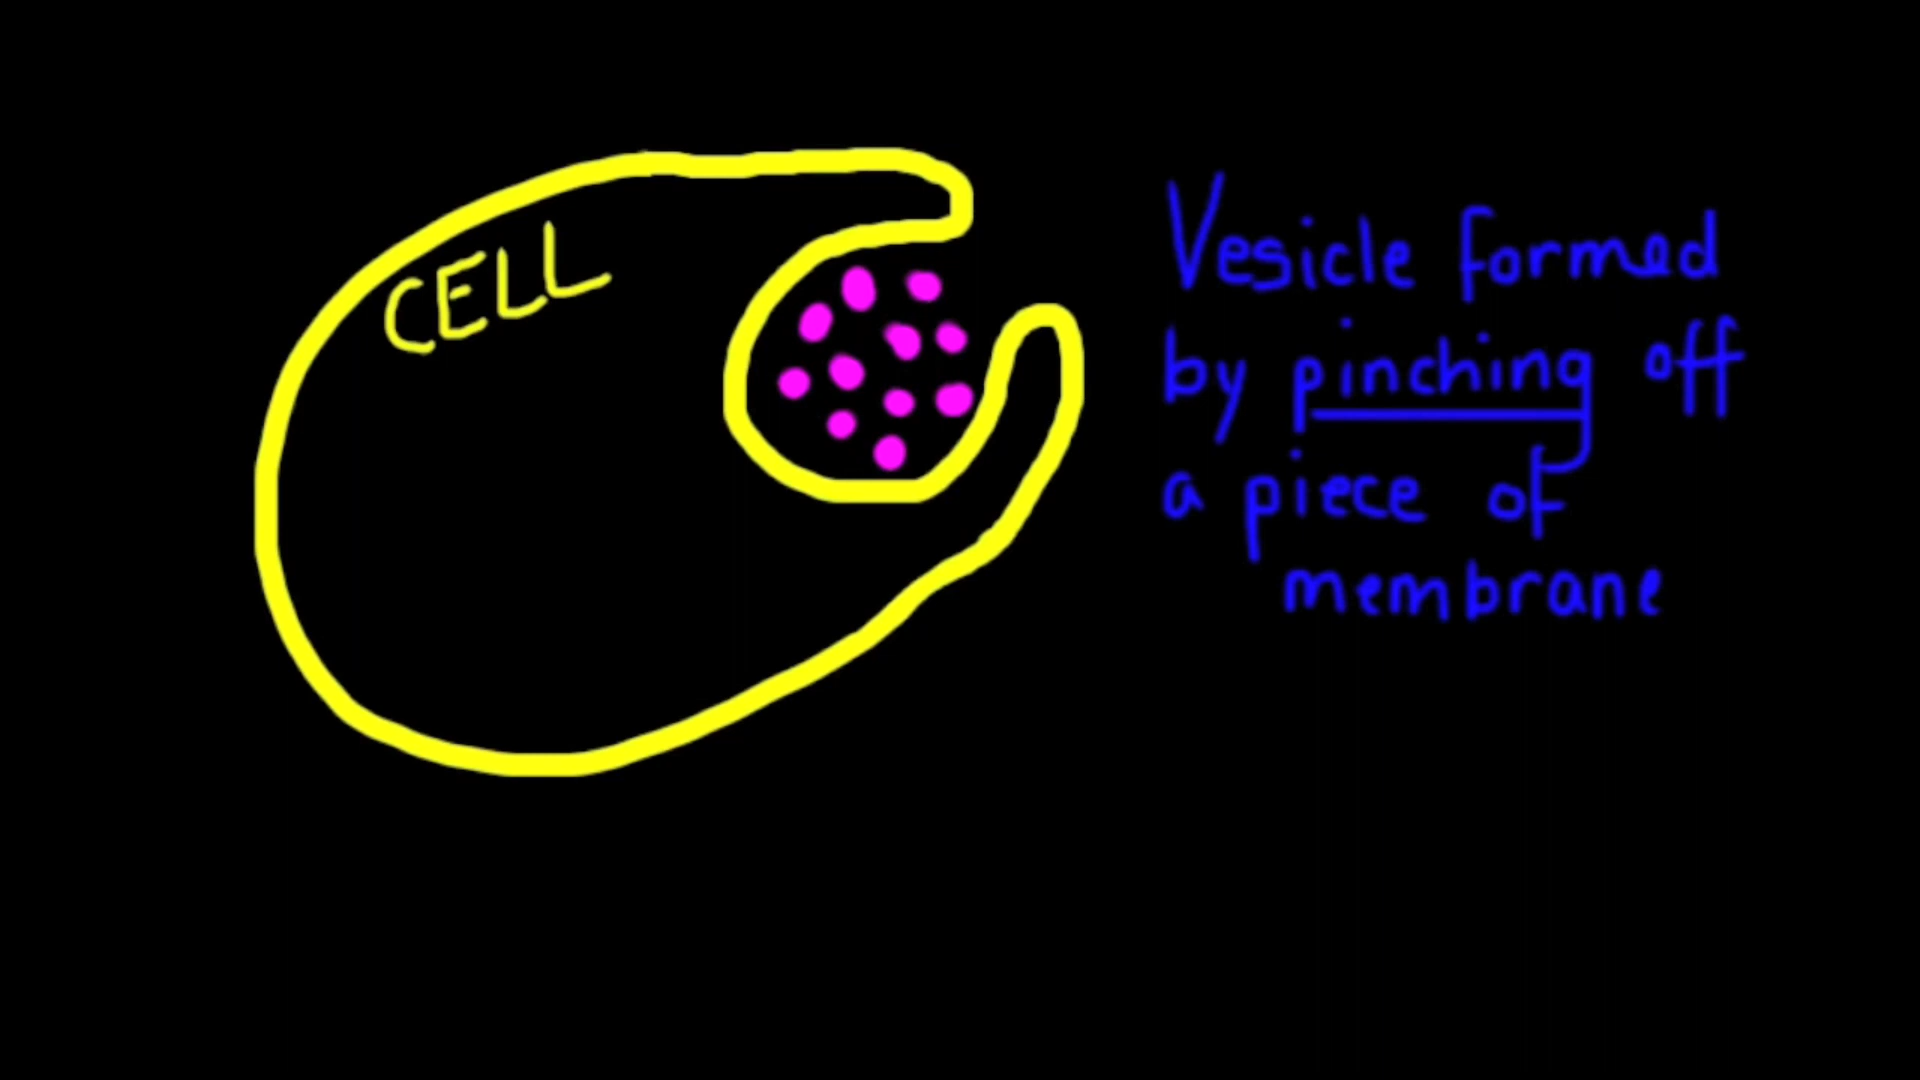 CELL
Vesicle formed
by pinching off
a piece of
membrane